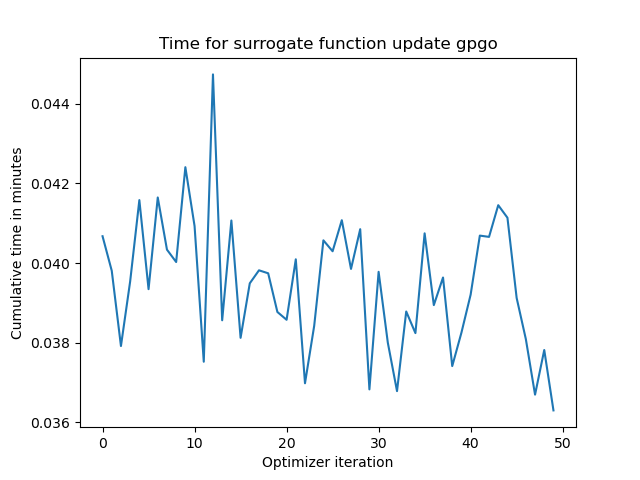 Time for surrogate function update gpgo
Cumulative time in minutes
0.044
0.042
0.040
0.038
0.036
0 10 20 30 40 50
Optimizer iteration